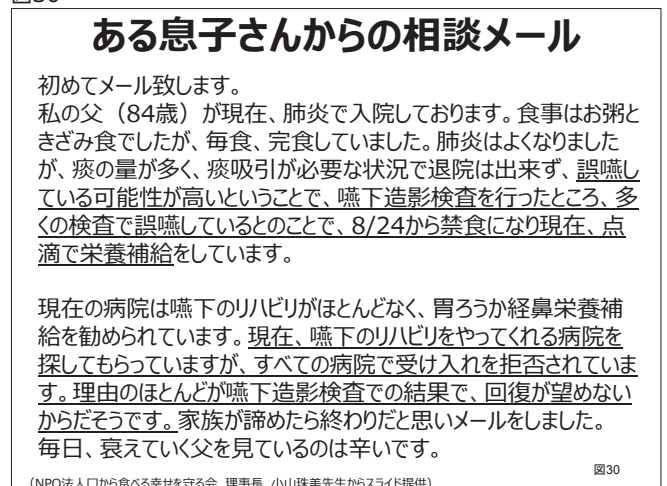 ある息子さんからの相談メール
初めてメール致します。
私の父（84歳）が現在、肺炎で入院しております。食事はお粥と
きざみ食でしたが、毎食、完食していました。肺炎はよくなりました
が、痰の量が多く、痰吸引が必要な状況で退院は出来ず、誤嚥し
ている可能性が高いということで、嚥下造影検査を行ったところ、多
くの検査で誤嚥しているとのことで、8/24から禁食になり現在、点
滴で栄養補給をしています。
現在の病院は嚥下のリハビリがほとんどなく、胃ろうか経鼻栄養補
給を勧められています。現在、嚥下のリハビリをやってくれる病院を
探してもらっていますが、すべての病院で受け入れを拒否されていま
す。理由のほとんどが嚥下造影検査での結果で、回復が望めない
からだそうです。家族が諦めたら終わりだと思いメールをしました。
毎日、衰えていく父を見ているのは辛いです。
図30
（NPO法人口から食べる幸せを守る会　理事長　小山珠美先生からスライド提供）